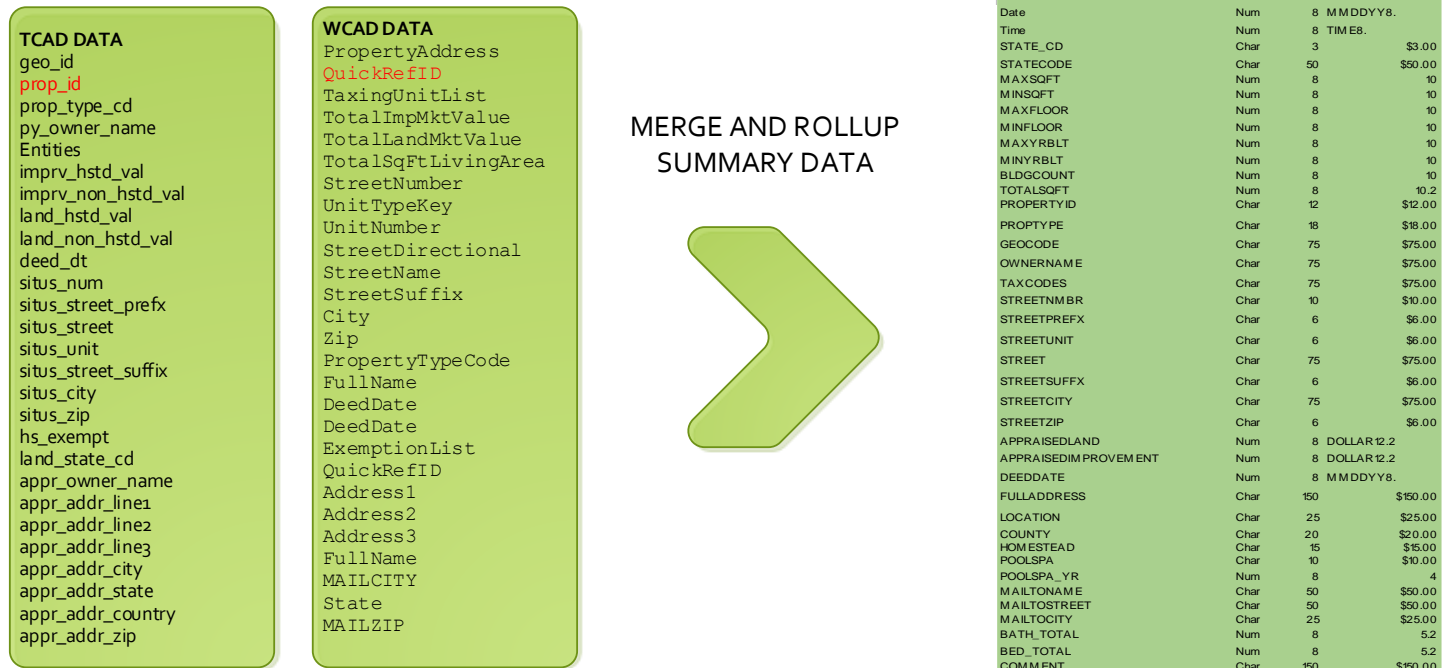 TCAD DATA
geo_id
prop_id
prop_type_cd
py_owner_name
Entities
imprv_hstd_val
imprv_non_hstd_val
land_hstd_val
land_non_hstd_val
deed_dt
situs_num
situs_street_prefx
situs_street
situs_unit
situs_street_suffix
situs_city
situs_zip
hs_exempt
land_state_cd
appr_owner_name
appr_addr_line1
appr_addr_line2
appr_addr_line3
appr_addr_city
appr_addr_state
appr_addr_country
appr_addr_zip
WCAD DATA
PropertyAddress
QuickRefID
TaxingUnitList
TotalImpMktValue
TotalLandMktValue
TotalSqFtLivingArea
StreetNumber
UnitTypeKey
UnitNumber
StreetDirectional
StreetName
StreetSuffix
City
Zip
PropertyTypeCode
FullName
DeedDate
DeedDate
ExemptionList
QuickRefID
Address1
Address2
Address3
FullName
MAILCITY
State
MAILZIP
MERGE AND ROLLUP
SUMMARY DATA
Date Num 8 MMDDYY8.
Time Num 8 TIME8.
STATE_CD Char 3 $3.00
STATECODE Char 50 $50.00
MAXSQFT Num 8 10
MINSQFT Num 8 10
MAXFLOOR Num 8 10
MINFLOOR Num 8 10
MAXYRBLT Num 8 10
MINYRBLT Num 8 10
BLDGCOUNT Num 8 10
TOTALSQFT Num 8 10.2
PROPERTYID Char 12 $12.00
PROPTYPE Char 18 $18.00
GEOCODE Char 75 $75.00
OWNERNAME Char 75 $75.00
TAXCODES Char 75 $75.00
STREETNMBR Char 10 $10.00
STREETPREFX Char 6 $6.00
STREETUNIT Char 6 $6.00
STREET Char 75 $75.00
STREETSUFFX Char 6 $6.00
STREETCITY Char 75 $75.00
STREETZIP Char 6 $6.00
APPRAISEDLAND Num 8 DOLLAR12.2
APPRAISEDIMPROVEMENT Num 8 DOLLAR12.2
DEEDDATE Num 8 MMDDYY8.
FULLADDRESS Char 150 $150.00
LOCATION Char 25 $25.00
COUNTY Char 20 $20.00
HOMESTEAD Char 15 $15.00
POOLSPA Char 10 $10.00
POOLSPA_YR Num 8 4
MAILTONAME Char 50 $50.00
MAILTOSTREET Char 50 $50.00
MAILTOCITY Char 25 $25.00
BATH_TOTAL Num 8 5.2
BED_TOTAL Num 8 5.2
COMMENT Char 150 $150.00